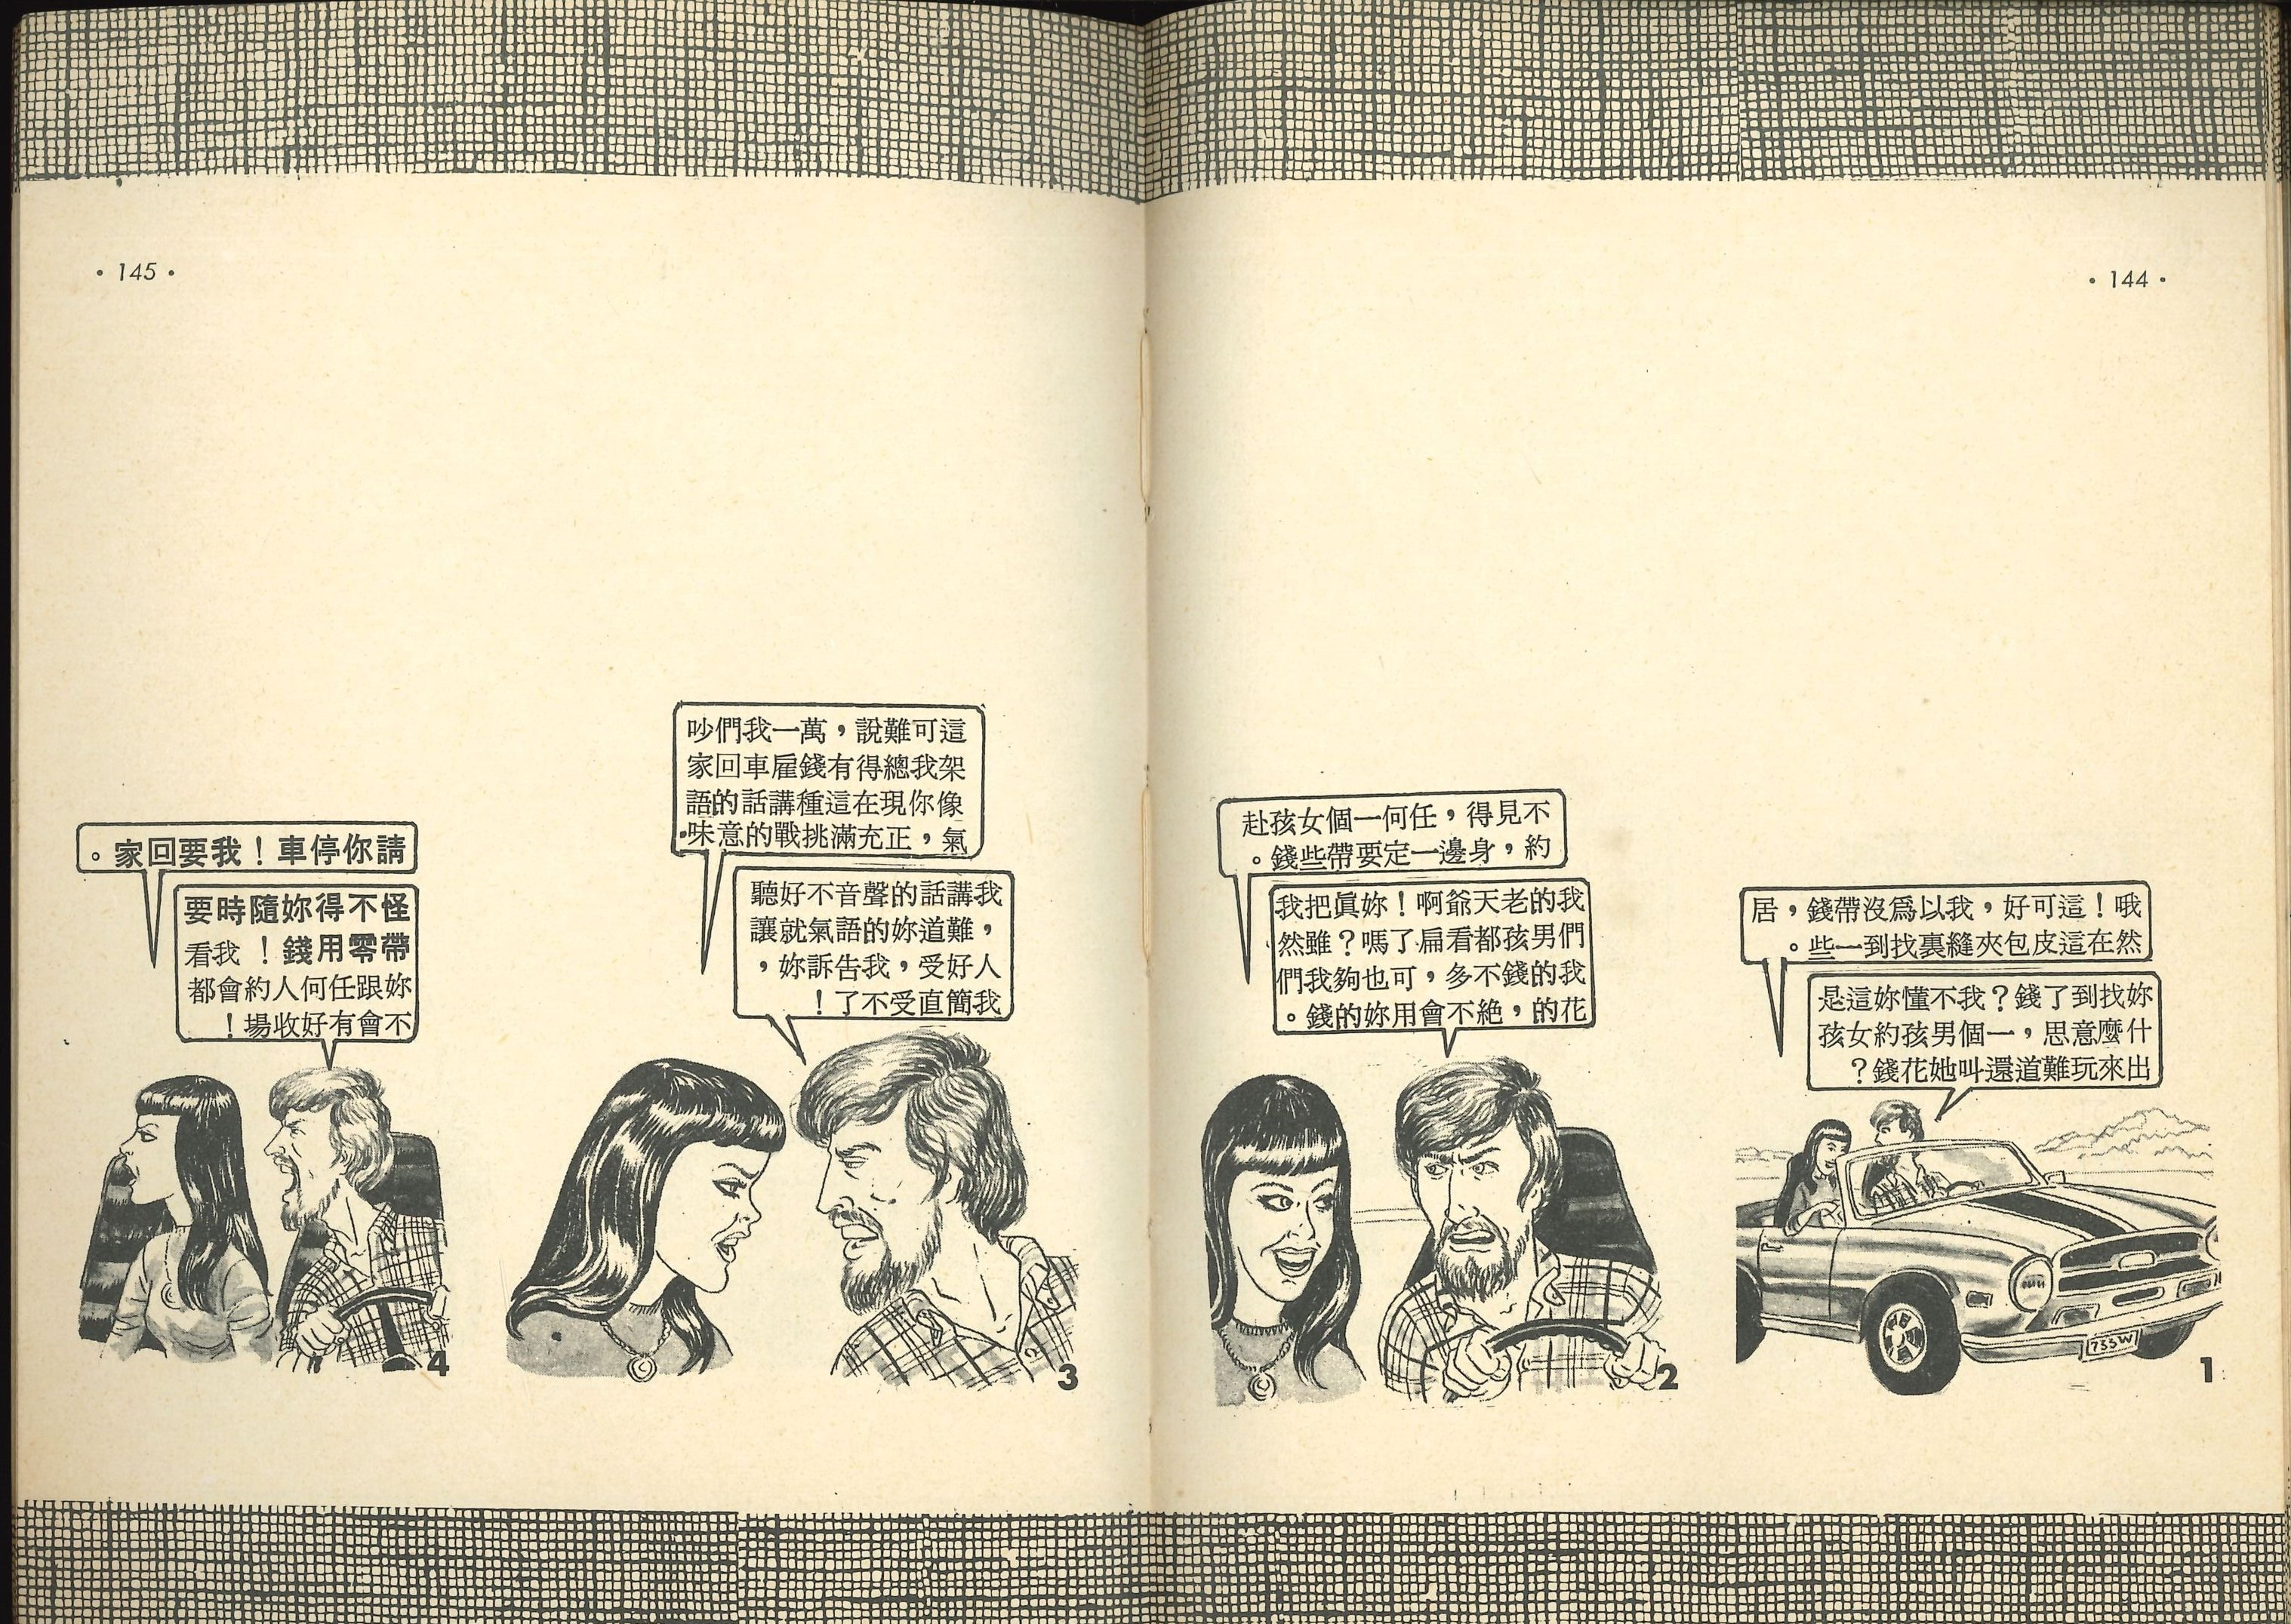 • 144 •
哦！這可好，我以爲沒帶錢，居
然在這皮包夾縫裏找到一些。
妳找到了錢？我不懂妳這是
什麼意思，一個男孩約女孩
出來玩難道還叫她花錢？
1
不見得，任何一個女孩赴
約，身邊一定要帶些錢。
我的老天爺啊！妳眞把我
們男孩都看扁了嗎？雖然
我的錢不多，可也夠我們
花的，絕不會用妳的錢。
2
• 145 •
這可難說，萬一我們吵
架我總得有錢雇車回家
像你現在這種講話的語
氣，正充滿挑戰的意味.
我講話的聲音不好聽
，難道妳的語氣就讓
人好受，我告訴妳，
我簡直受不了！
3
請你停車！我要回家。
怪不得妳隨時要
帶零用錢！我看
妳跟任何人約會都
不會有好收場！
4